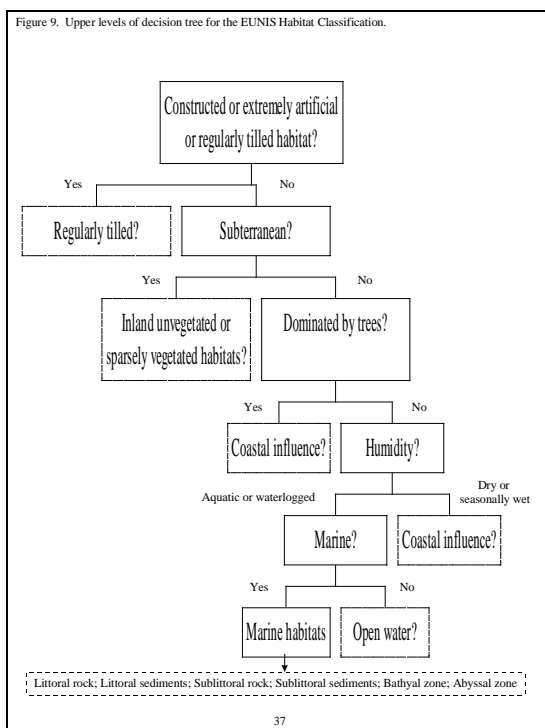 Figure 9. Upper levels of decision tree for the EUNIS Habitat Classification.
Constructed or extremely artificial
or regularly tilled habitat?
Yes
No
Regularly tilled?
Subterranean?
Yes
No
Inland unvegetated or
sparsely vegetated habitats?
Dominated by trees?
Yes
No
Coastal influence?
Humidity?
Aquatic or waterlogged
Dry or
seasonally wet
Marine?
Coastal influence?
Yes
No
Marine habitats
Open water?
Littoral rock; Littoral sediments; Sublittoral rock; Sublittoral sediments; Bathyal zone; Abyssal zone
37